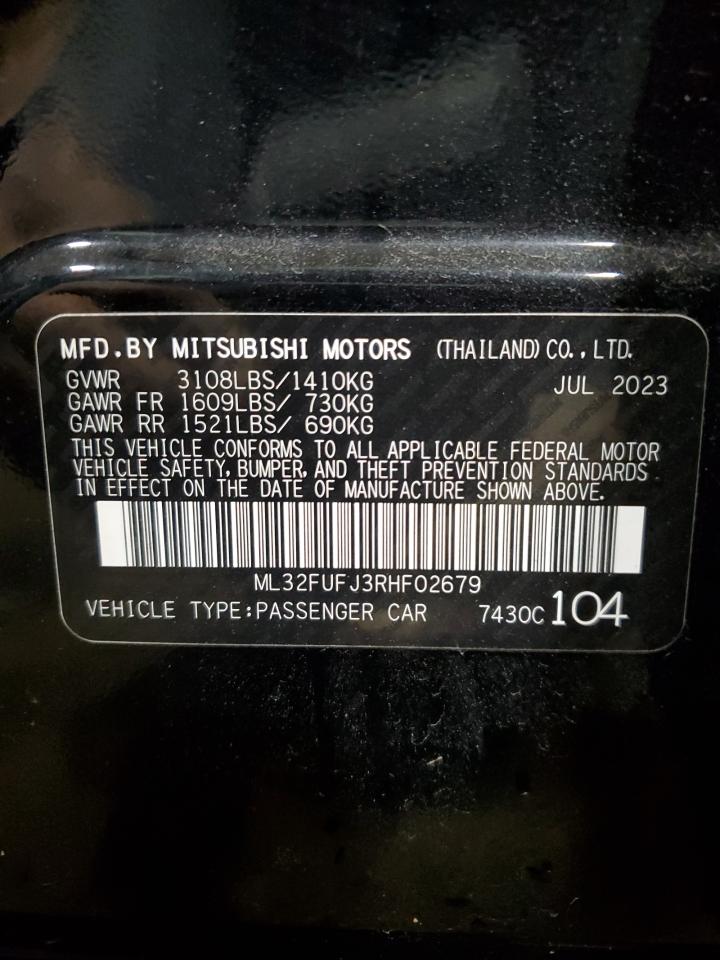 MFD.BY MITSUBISHI MOTORS (THAILAND) CO.,LTD.
GVWR 3108LBS/1410KG JUL 2023
GAWR FR 1609LBS/ 730KG
GAWR RR 1521LBS/ 690KG
THIS VEHICLE CONFORMS TO ALL APPLICABLE FEDERAL MOTOR
VEHICLE SAFETY, BUMPER, AND THEFT PREVENTION STANDARDS
IN EFFECT ON THE DATE OF MANUFACTURE SHOWN ABOVE.
ML32FUFJ3RHF02679
VEHICLE TYPE:PASSENGER CAR 7430C 104